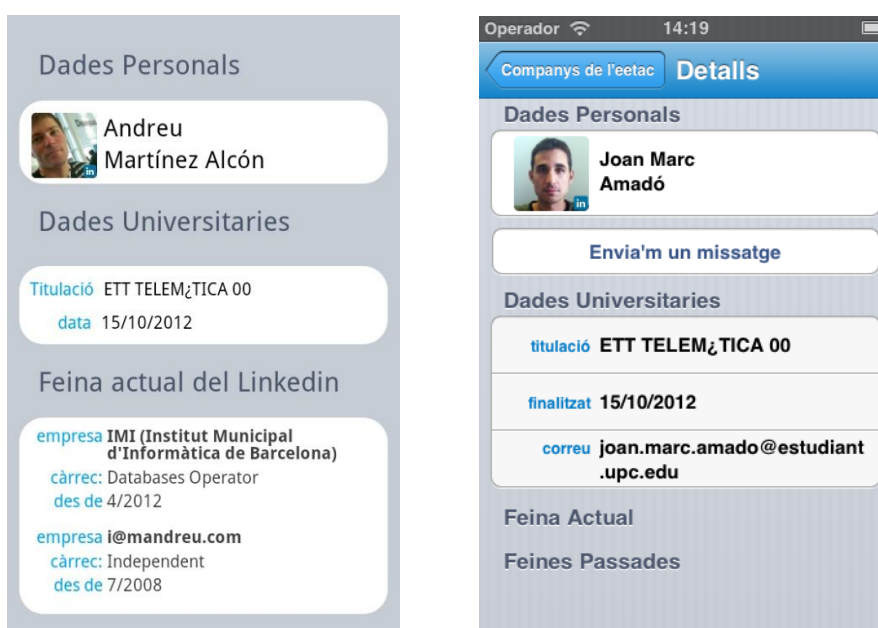 Dades Personals
Andreu
Martínez Alcón
in
Dades Universitaries
Titulació ETT TELEM¿TICA 00
data 15/10/2012
Feina actual del Linkedin
empresa IMI (Institut Municipal
d'Informàtica de Barcelona)
càrrec: Databases Operator
des de 4/2012
empresa i@mandreu.com
càrrec: Independent
des de 7/2008
Operador 14:19
Companys de l'eetac Detalls
Dades Personals
Joan Marc
Amadó
in
Envia'm un missatge
Dades Universitaries
titulació ETT TELEM¿TICA 00
finalitzat 15/10/2012
correu joan.marc.amado@estudiant
.upc.edu
Feina Actual
Feines Passades